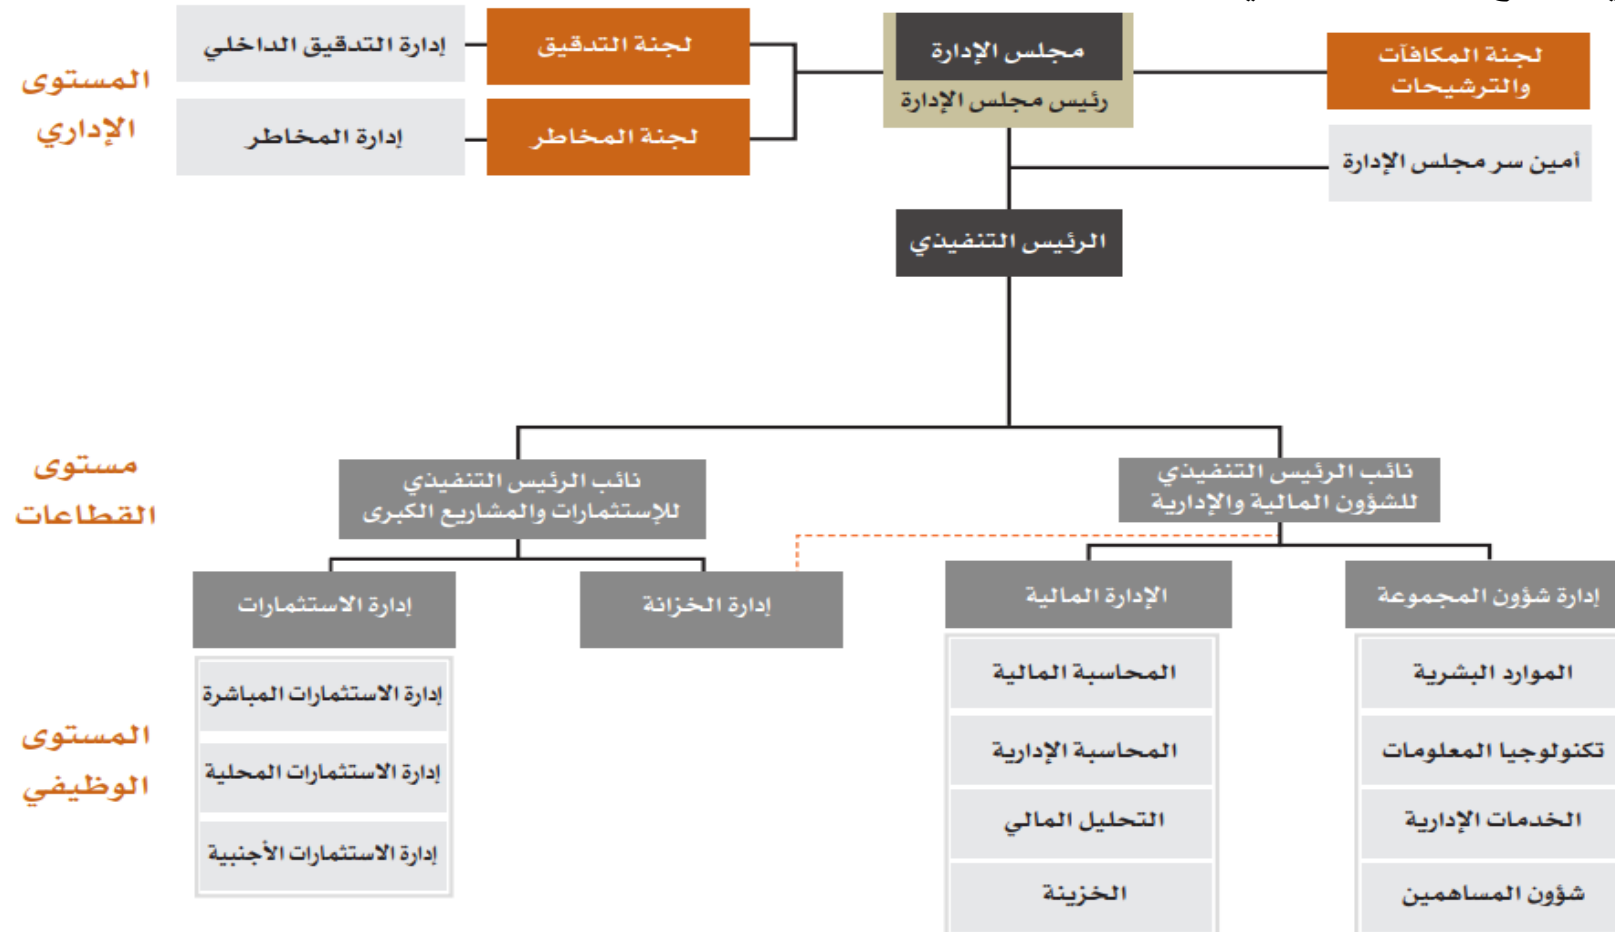 لجنة المكافآت
والترشيحات
مجلس الإدارة
رئيس مجلس الإدارة
لجنة التدقيق
إدارة التدقيق الداخلي
المستوى
الإداري
لجنة المخاطر
إدارة المخاطر
أمين سر مجلس الإدارة
الرئيس التنفيذي
نائب الرئيس التنفيذي
للشؤون المالية والإدارية
نائب الرئيس التنفيذي
للإستثمارات والمشاريع الكبرى
مستوى
القطاعات
إدارة شؤون المجموعة
الإدارة المالية
إدارة الخزانة
إدارة الاستثمارات
الموارد البشرية
تكنولوجيا المعلومات
الخدمات الإدارية
شؤون المساهمين
المحاسبة المالية
المحاسبة الإدارية
التحليل المالي
الخزينة
إدارة الاستثمارات المباشرة
إدارة الاستثمارات المحلية
إدارة الاستثمارات الأجنبية
المستوى
الوظيفي